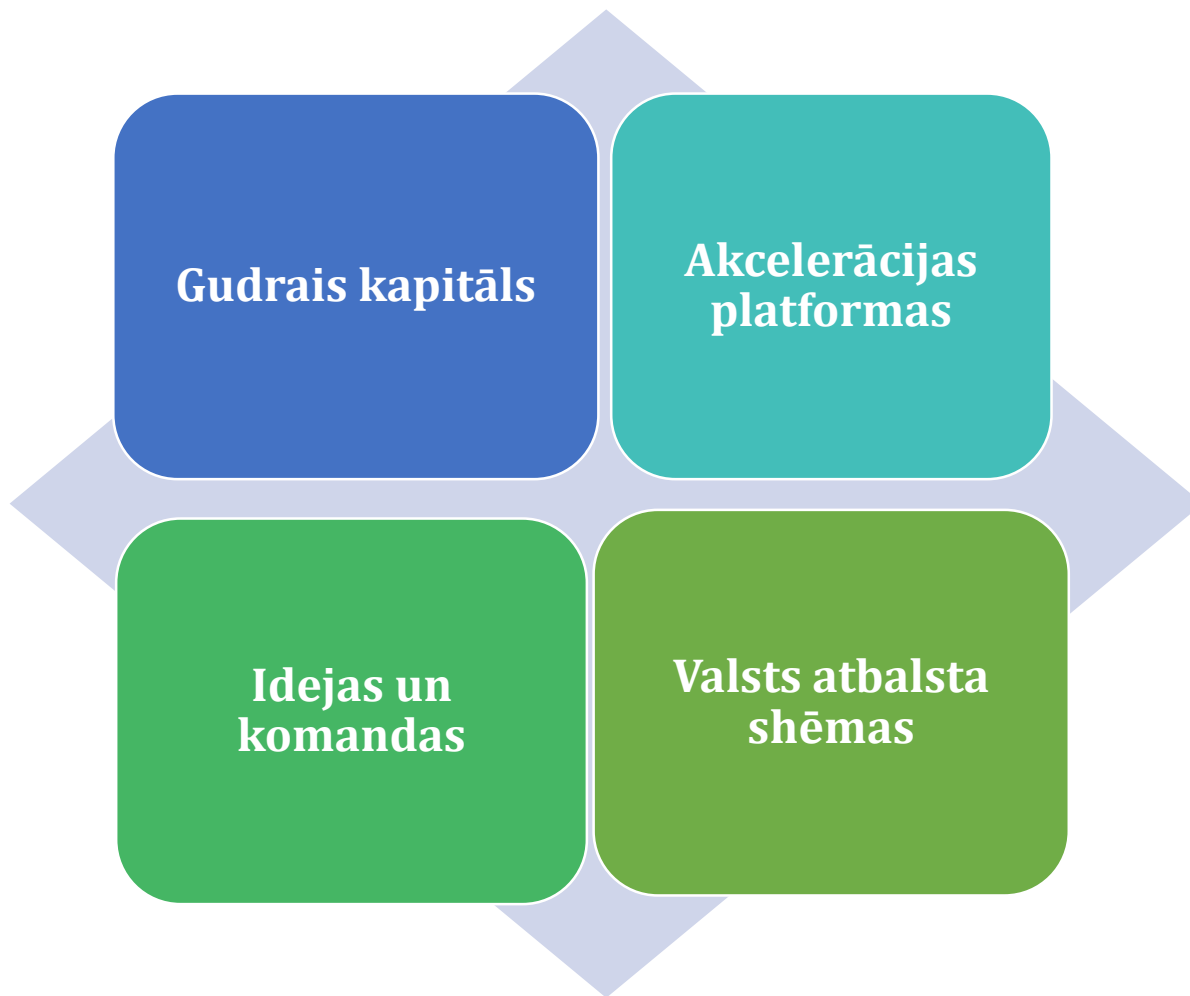 Gudrais kapitāls
Akcelerācijas
platformas
Idejas un
komandas
Valsts atbalsta
shēmas